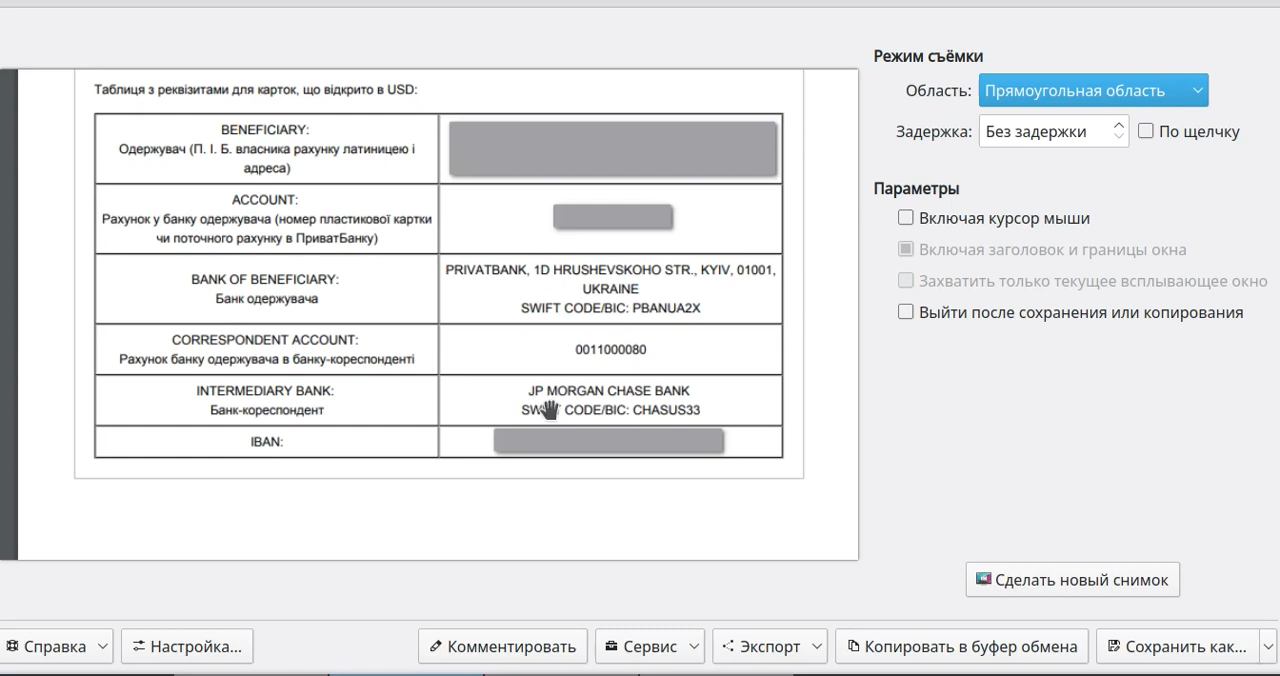 Таблиця з реквізитами для карток, що відкрито в USD:
BENEFICIARY:
Одержувач (П. І. Б. власника рахунку латиницею і
адреса)
ACCOUNT:
Рахунок у банку одержувача (номер пластикової картки
чи поточного рахунку в ПриватБанку)
BANK OF BENEFICIARY:
Банк одержувача
PRIVATBANK, 1D HRUSHEVSKOHO STR., KYIV, 01001,
UKRAINE
SWIFT CODE/BIC: PBANUA2X
CORRESPONDENT ACCOUNT:
Рахунок банку одержувача в банку-кореспонденті
0011000080
INTERMEDIARY BANK:
Банк-кореспондент
JP MORGAN CHASE BANK
SWIFT CODE/BIC: CHASUS33
IBAN:
Режим съёмки
Область: Прямоугольная область
Задержка: Без задержки По щелчку
Параметры
Включая курсор мыши
Включая заголовок и границы окна
Захватить только текущее всплывающее окно
Выйти после сохранения или копирования
Сделать новый снимок
Справка Настройка... Комментировать Сервис Экспорт Копировать в буфер обмена Сохранить как...